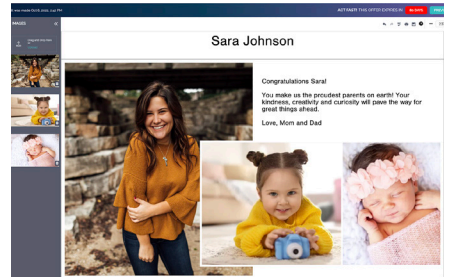 ACT FAST! THIS OFFER EXPIRES IN
IMAGES
Sara Johnson
Congratulations Sara!
You make us the proudest parents on earth! Your
kindness, creativity and curiosity will pave the way for
great things ahead.
Love, Mom and Dad